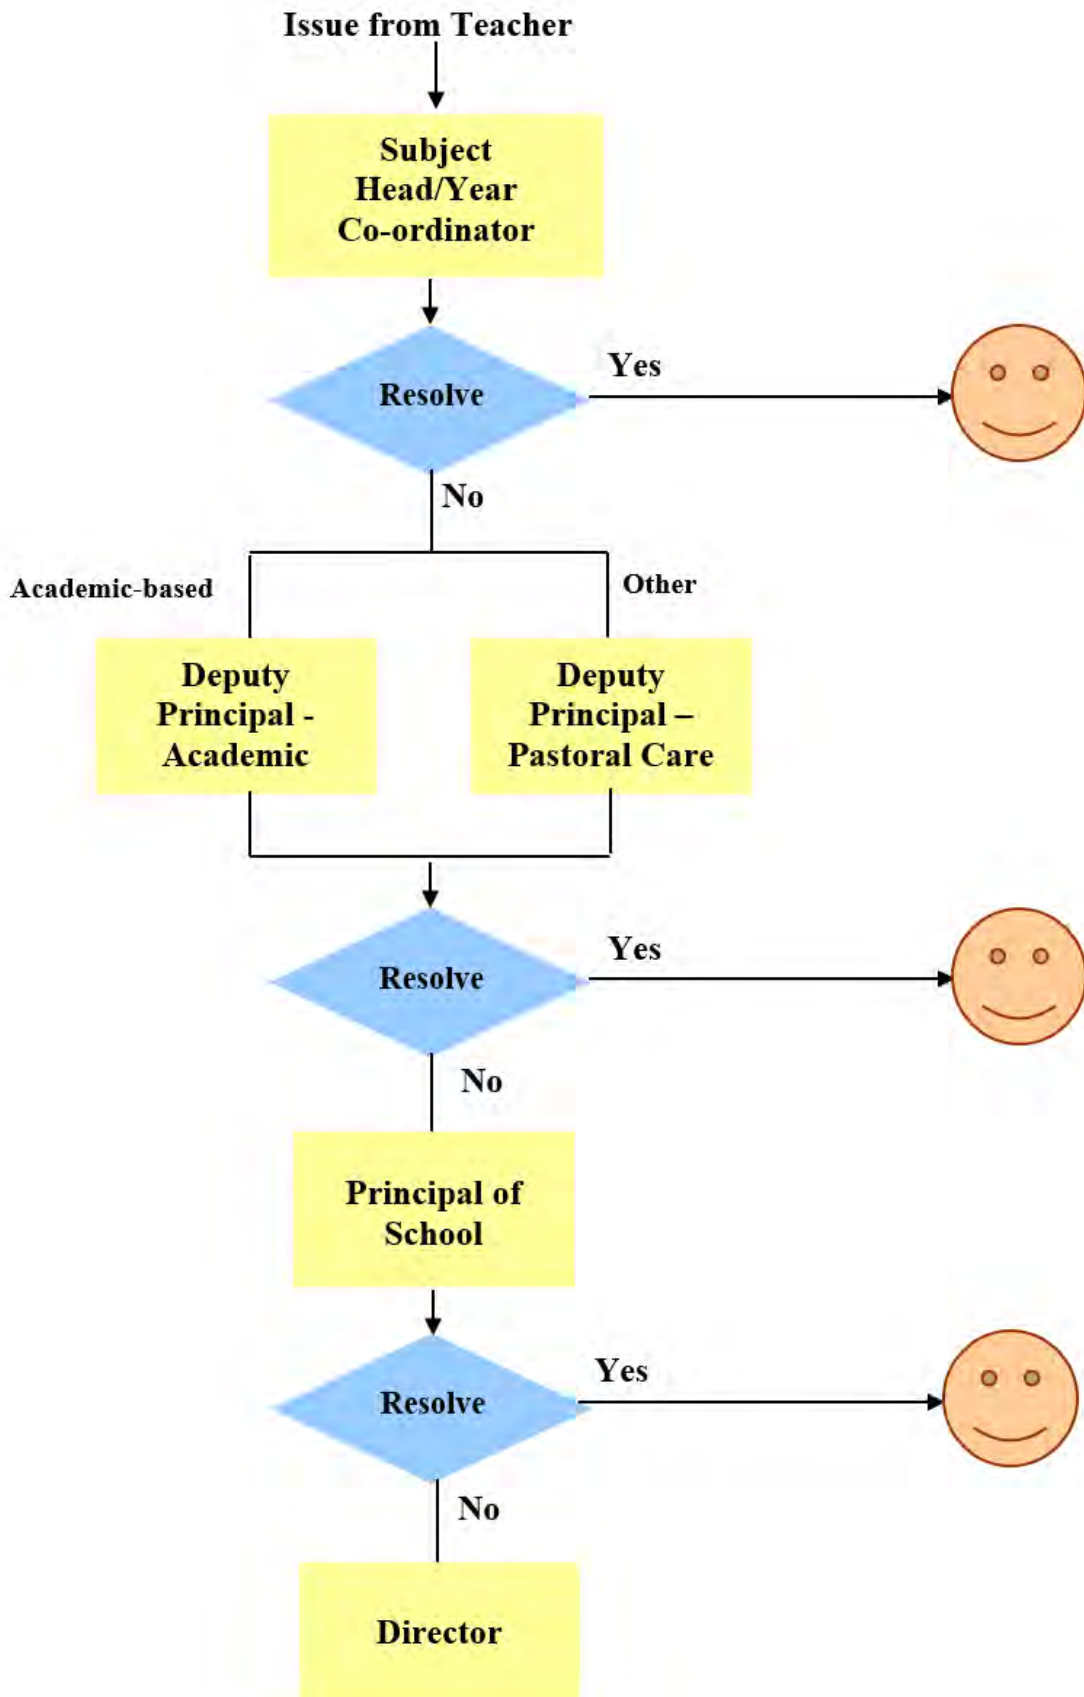 Issue from Teacher
Subject
Head/Year
Co-ordinator
Resolve
Yes
No
Academic-based
Other
Deputy
Principal -
Academic
Deputy
Principal –
Pastoral Care
Resolve
Yes
No
Principal of
School
Resolve
Yes
No
Director